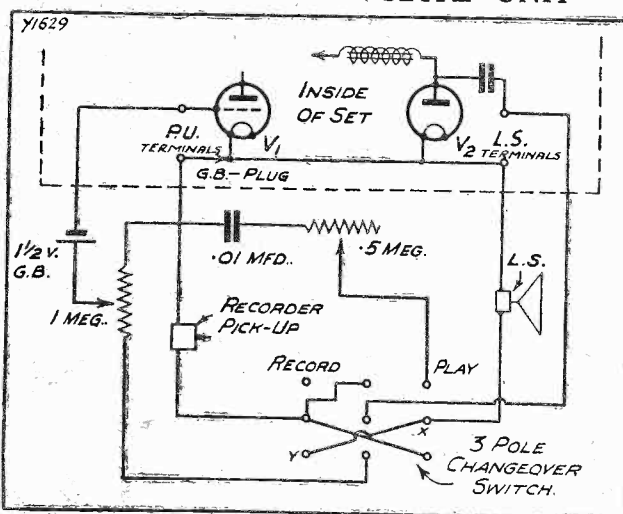 Y1629
INSIDE
OF SET
P.U.
TERMINALS
V1
V2
L.S.
TERMINALS
G.B.-PLUG
1½ V.
G.B.
·01 MFD..
·5 MEG.
L.S.
1 MEG..
RECORDER
PICK-UP
RECORD
PLAY
X
Y
3 POLE
CHANGEOVER
SWITCH.